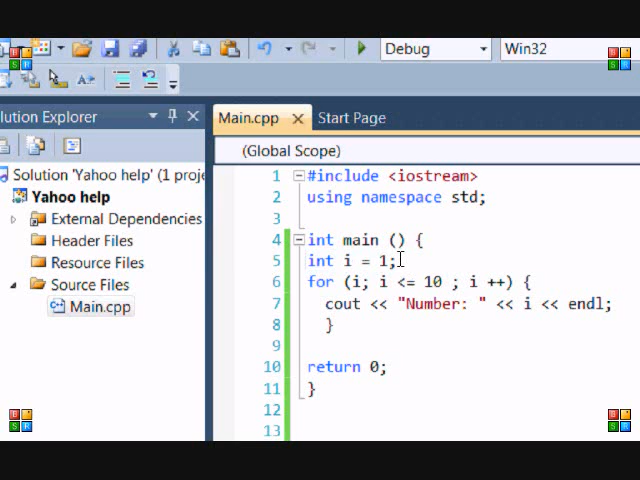 Debug Win32
olution Explorer
Main.cpp Start Page
(Global Scope)
Solution 'Yahoo help' (1 proje
Yahoo help
External Dependencies
Header Files
Resource Files
Source Files
Main.cpp
1 #include <iostream>
2 using namespace std;
3
4 int main () {
5 int i = 1;
6 for (i; i <= 10 ; i ++) {
7 cout << "Number: " << i << endl;
8 }
9
10 return 0;
11 }
12
13